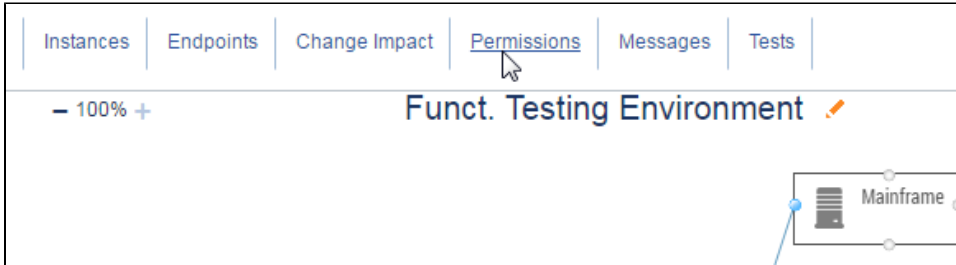 Instances Endpoints Change Impact Permissions Messages Tests
– 100% +
Funct. Testing Environment
Mainframe